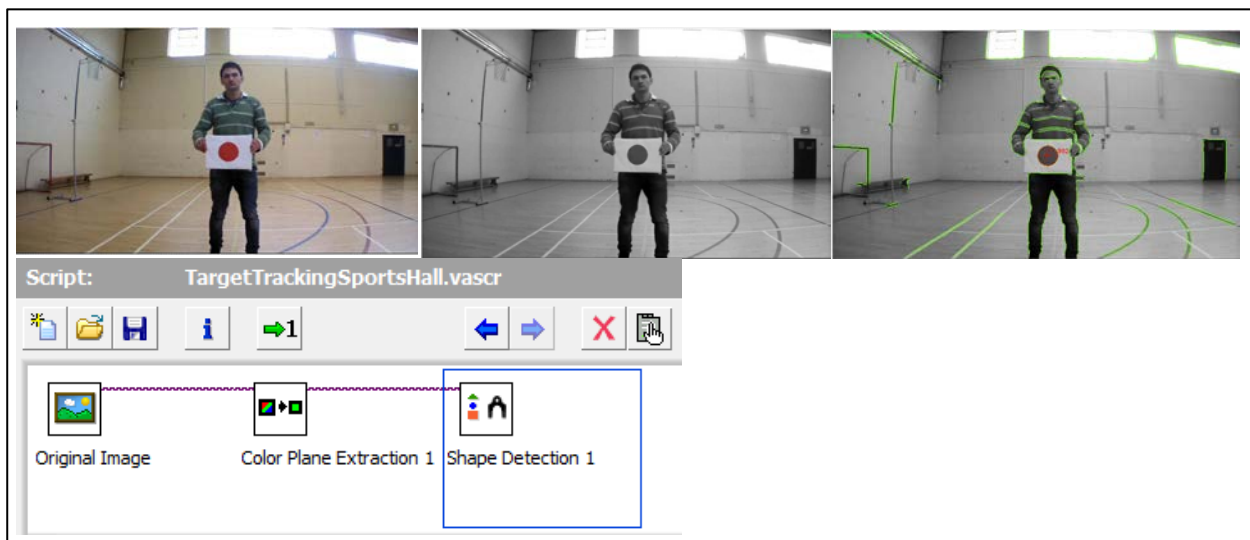 Script: TargetTrackingSportsHall.vascr
1
Original Image
Color Plane Extraction 1
Shape Detection 1